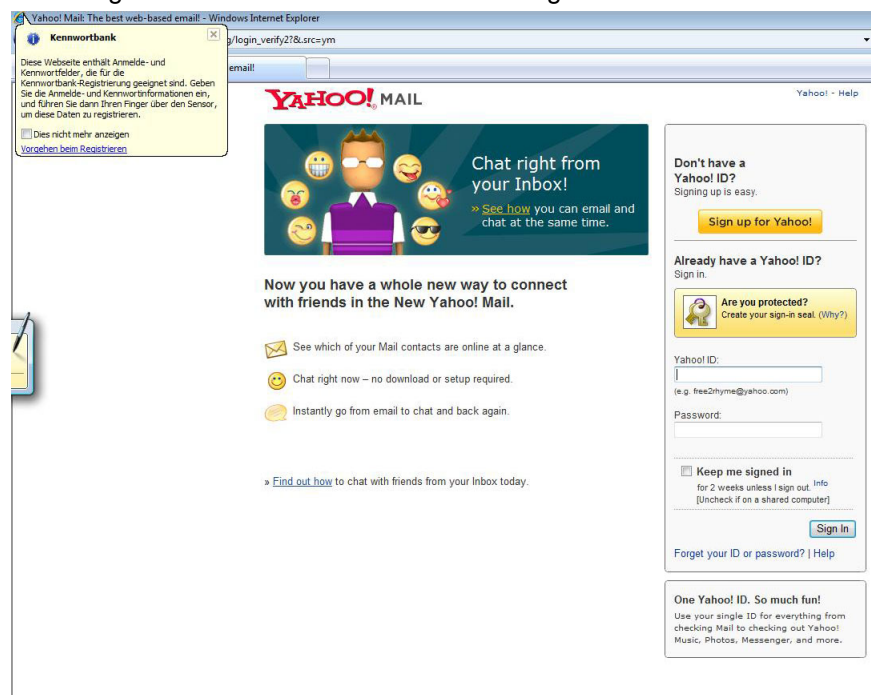 Yahoo! Mail: The best web-based email! - Windows Internet Explorer
Kennwortbank
g/login_verify2?&.src=ym
Diese Webseite enthält Anmelde- und
Kennwortfelder, die für die
Kennwortbank-Registrierung geeignet sind. Geben
Sie die Anmelde- und Kennwortinformationen ein,
und führen Sie dann Ihren Finger über den Sensor,
um diese Daten zu registrieren.
Dies nicht mehr anzeigen
Vorgehen beim Registrieren
email!
YAHOO! MAIL
Yahoo! - Help
Chat right from
your Inbox!
» See how you can email and
chat at the same time.
Now you have a whole new way to connect
with friends in the New Yahoo! Mail.
See which of your Mail contacts are online at a glance.
Chat right now – no download or setup required.
Instantly go from email to chat and back again.
» Find out how to chat with friends from your Inbox today.
Don't have a
Yahoo! ID?
Signing up is easy.
Sign up for Yahoo!
Already have a Yahoo! ID?
Sign in.
Are you protected?
Create your sign-in seal. (Why?)
Yahoo! ID:
(e.g. free2rhyme@yahoo.com)
Password:
Keep me signed in
for 2 weeks unless I sign out. Info
[Uncheck if on a shared computer]
Sign In
Forget your ID or password? | Help
One Yahoo! ID. So much fun!
Use your single ID for everything from
checking Mail to checking out Yahoo!
Music, Photos, Messenger, and more.